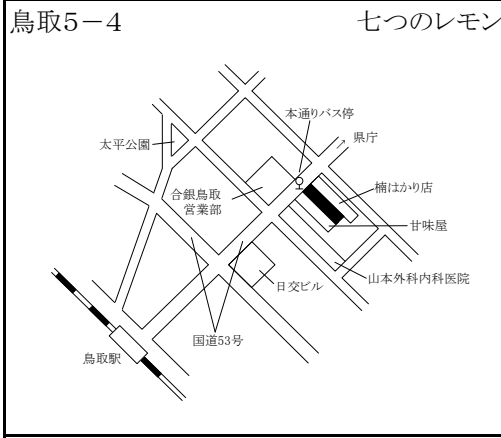 鳥取5－4
七つのレモン
本通りバス停
県庁
太平公園
楠はかり店
合銀鳥取
営業部
甘味屋
山本外科内科医院
日交ビル
国道53号
鳥取駅